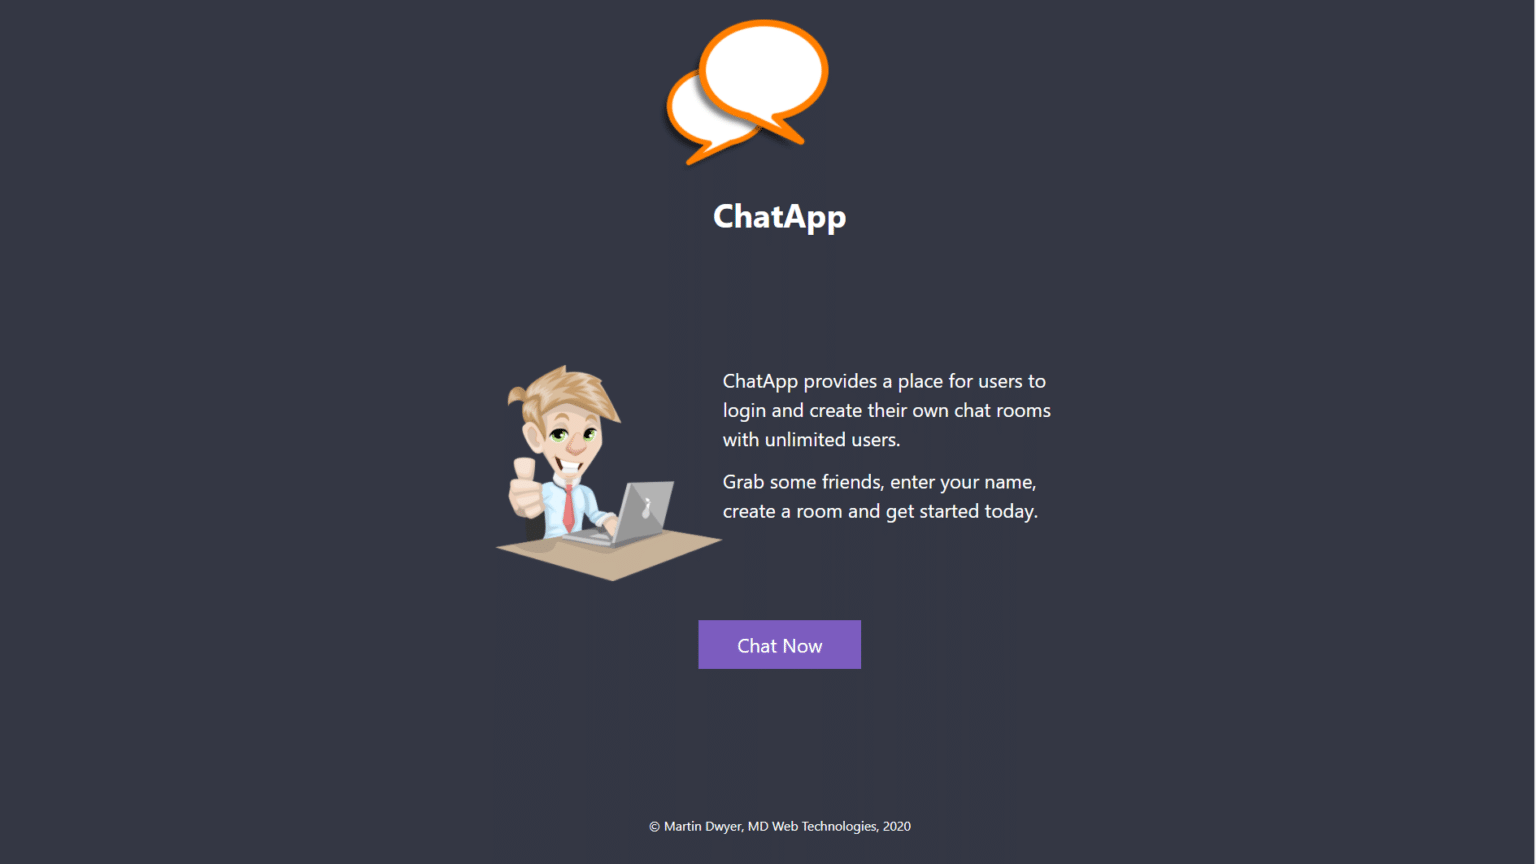 ChatApp
ChatApp provides a place for users to
login and create their own chat rooms
with unlimited users.
Grab some friends, enter your name,
create a room and get started today.
Chat Now
© Martin Dwyer, MD Web Technologies, 2020